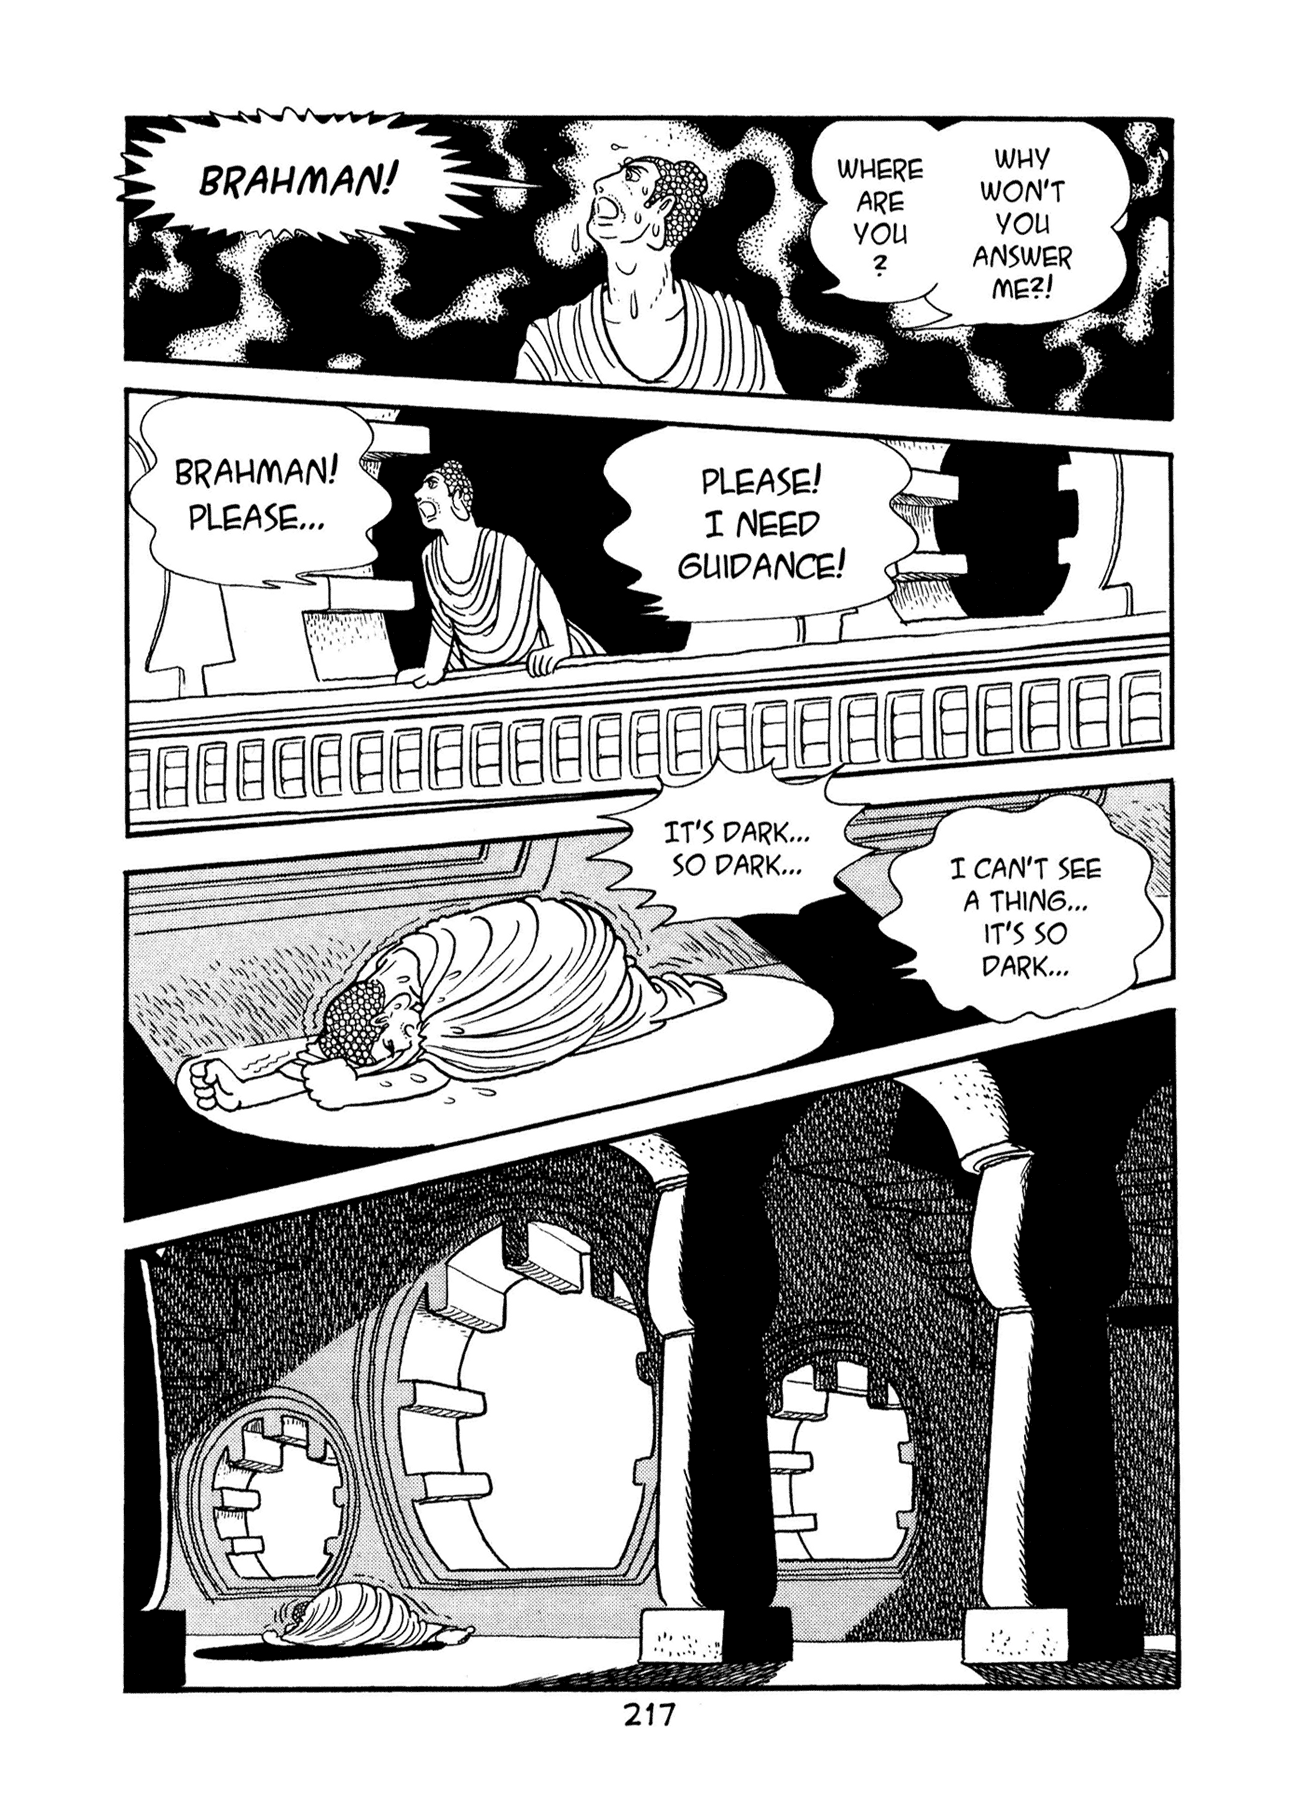 BRAHMAN!
WHERE
ARE
YOU
?
WHY
WON'T
YOU
ANSWER
ME?!
BRAHMAN!
PLEASE...
PLEASE!
I NEED
GUIDANCE!
IT'S DARK...
SO DARK...
I CAN'T SEE
A THING...
IT'S SO
DARK...
217